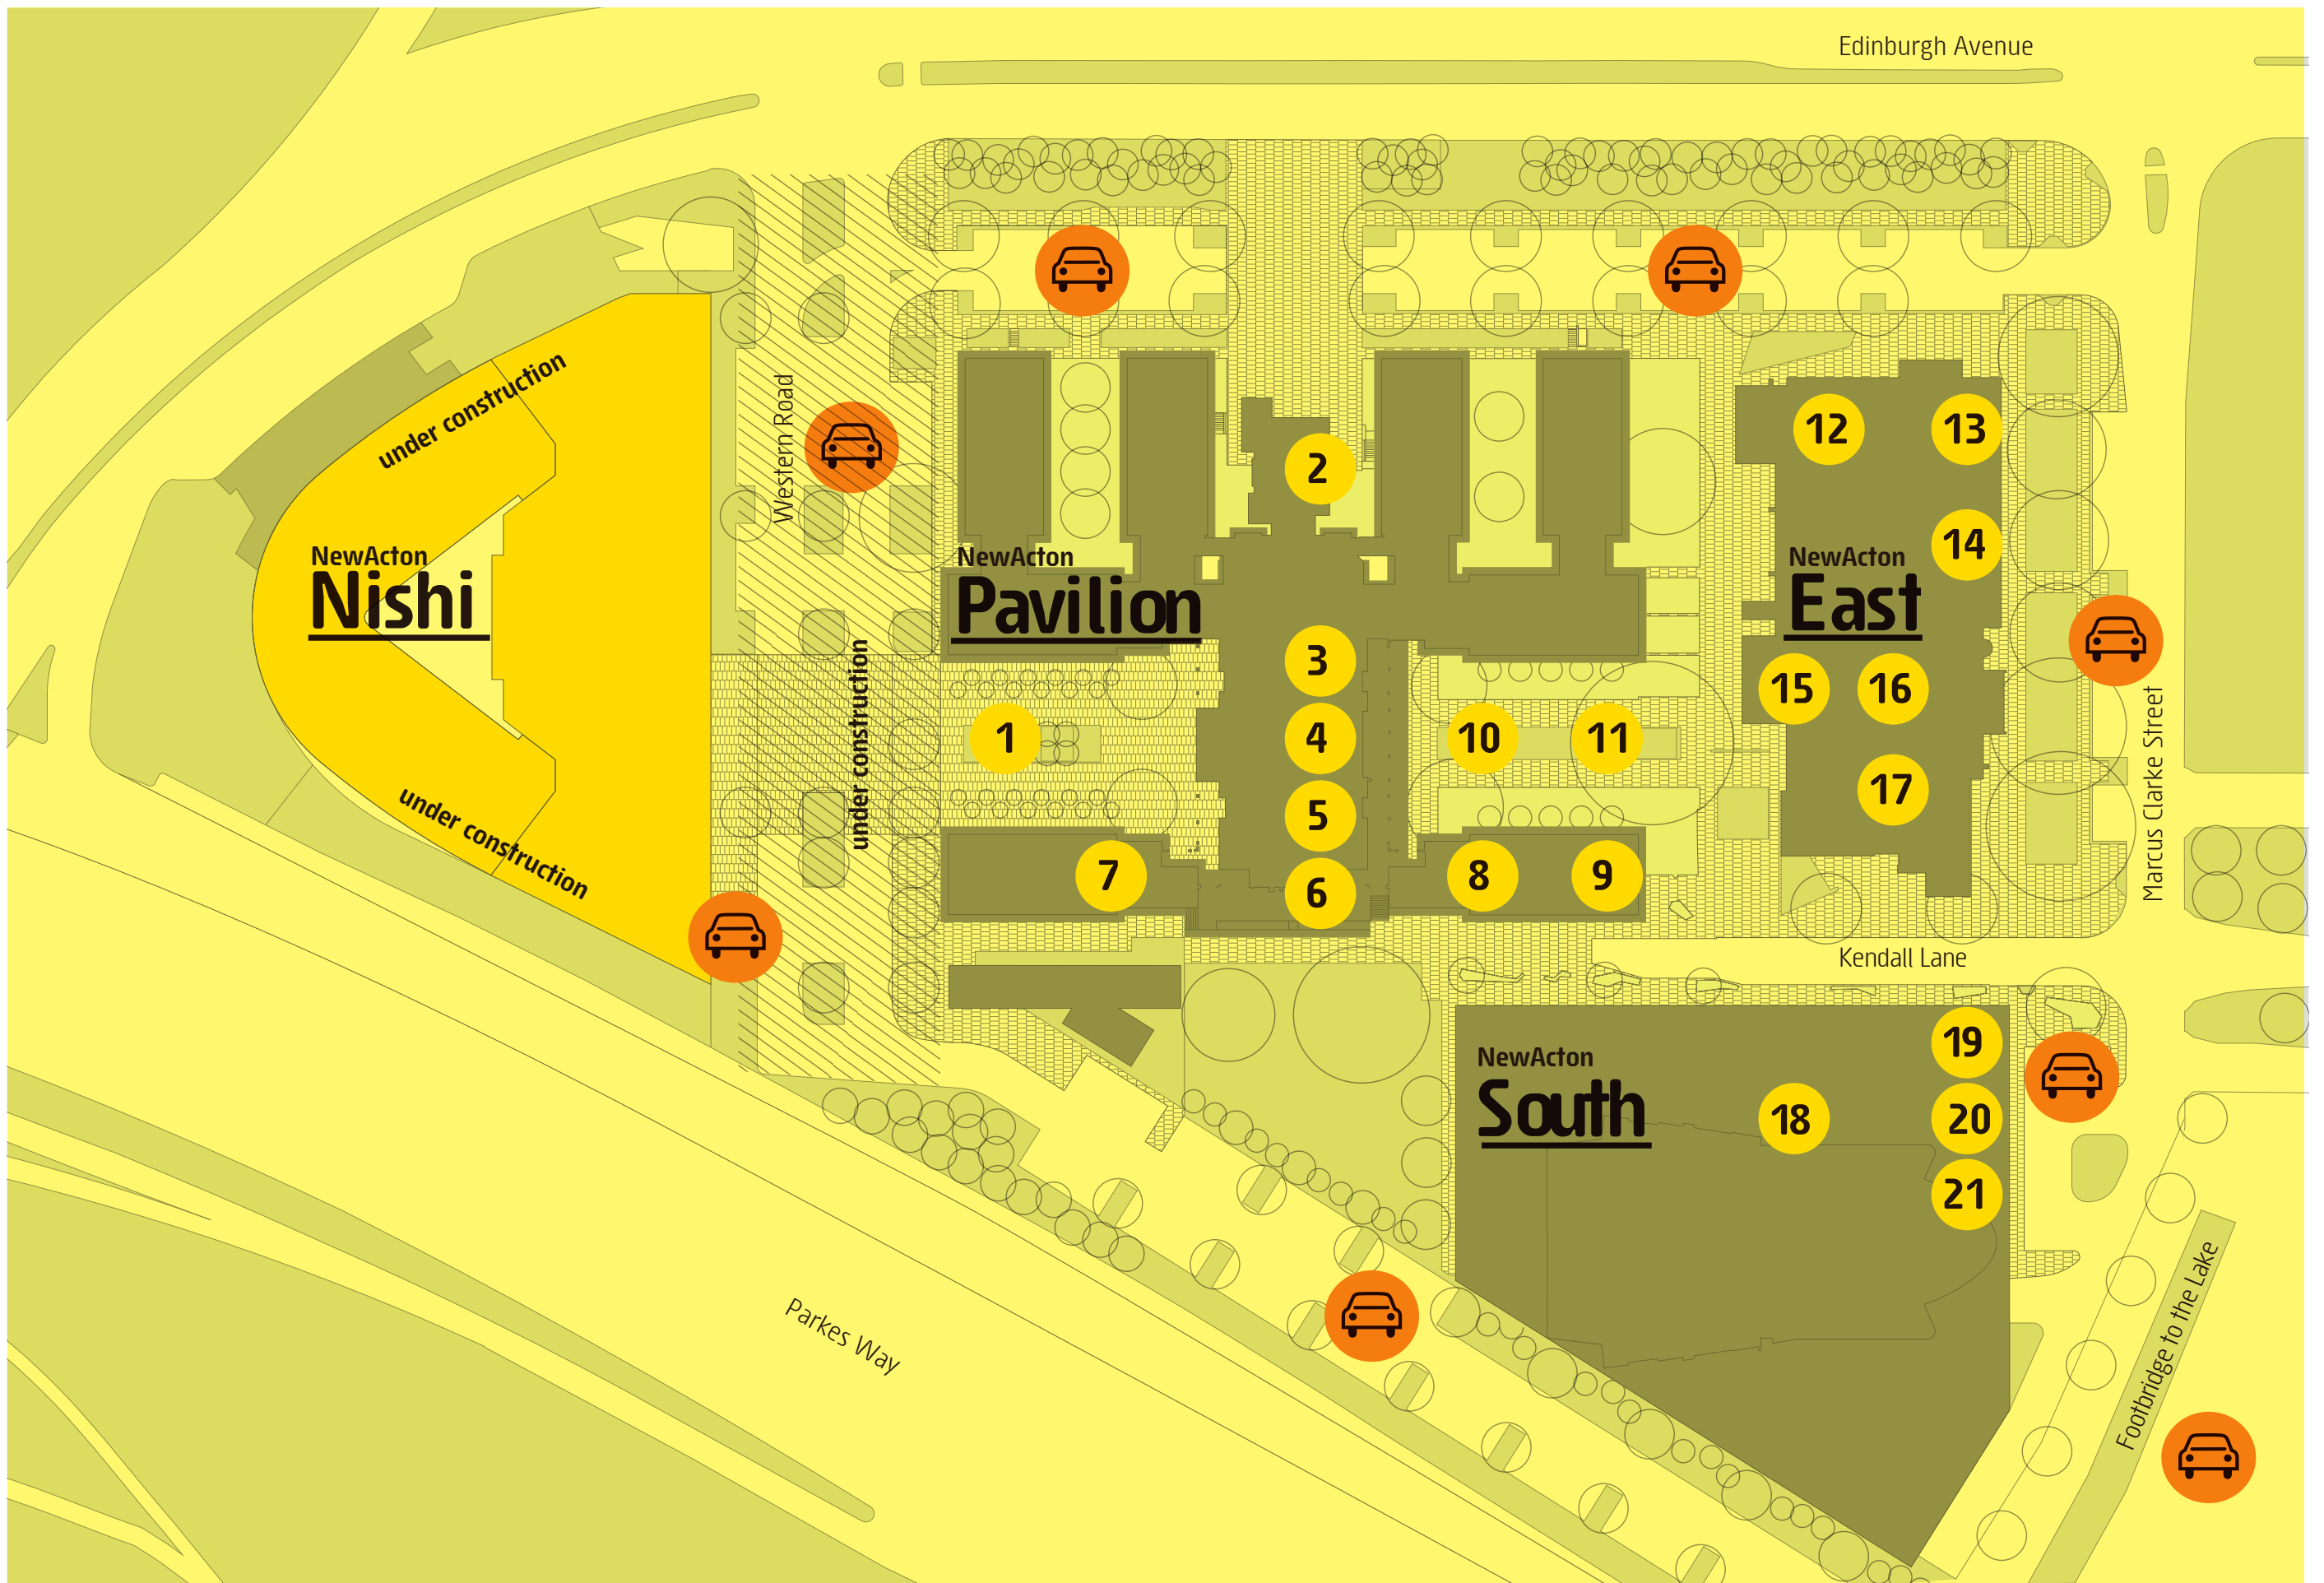 Edinburgh Avenue
under construction
Western Road
2
12
13
14
NewActon
Nishi
NewActon
Pavilion
NewActon
East
3
15
16
1
4
10
11
under construction
Marcus Clarke Street
5
17
under construction
7
6
8
9
Kendall Lane
NewActon
South
19
18
20
21
Parkes Way
Footbridge to the Lake